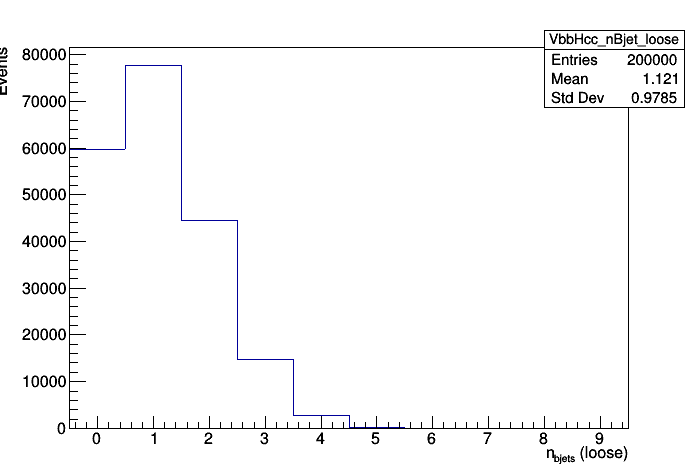 VbbHcc_nBjet_loose
Entries 200000
Mean 1.121
Std Dev 0.9785
Events
80000
70000
60000
50000
40000
30000
20000
10000
0
0 1 2 3 4 5 6 7 8 9
n_bjets (loose)